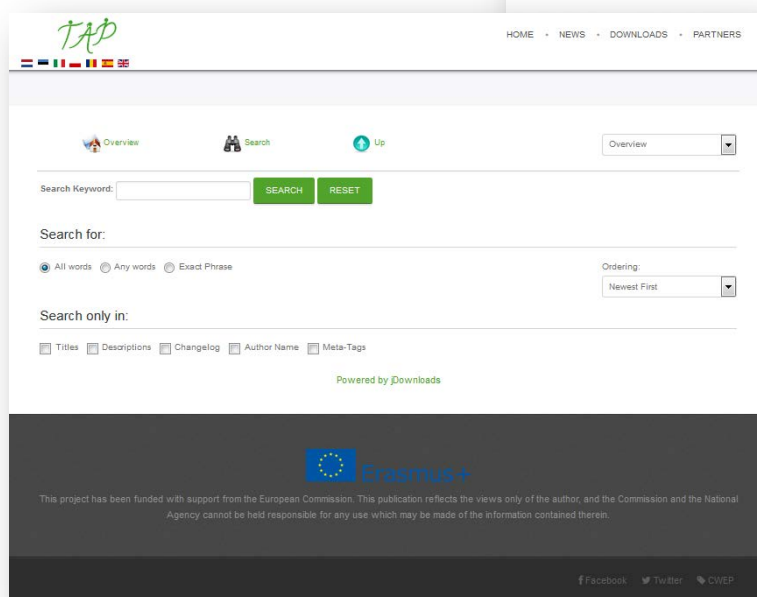 TAP
HOME • NEWS • DOWNLOADS • PARTNERS
Overview Search Up Overview
Search Keyword: SEARCH RESET
Search for:
All words Any words Exact Phrase
Ordering:
Newest First
Search only in:
Titles Descriptions Changelog Author Name Meta-Tags
Powered by jDownloads
Erasmus+
This project has been funded with support from the European Commission. This publication reflects the views only of the author, and the Commission and the National
Agency cannot be held responsible for any use which may be made of the information contained therein.
Facebook Twitter CWEP